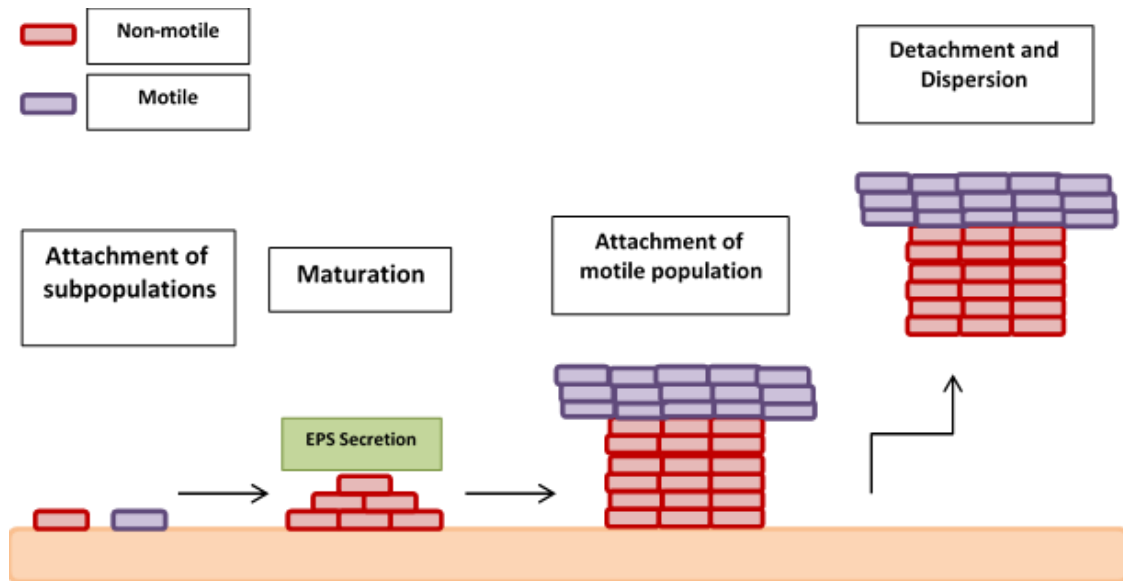 Non-motile
Motile
Attachment of
subpopulations
Maturation
EPS Secretion
Attachment of
motile population
Detachment and
Dispersion